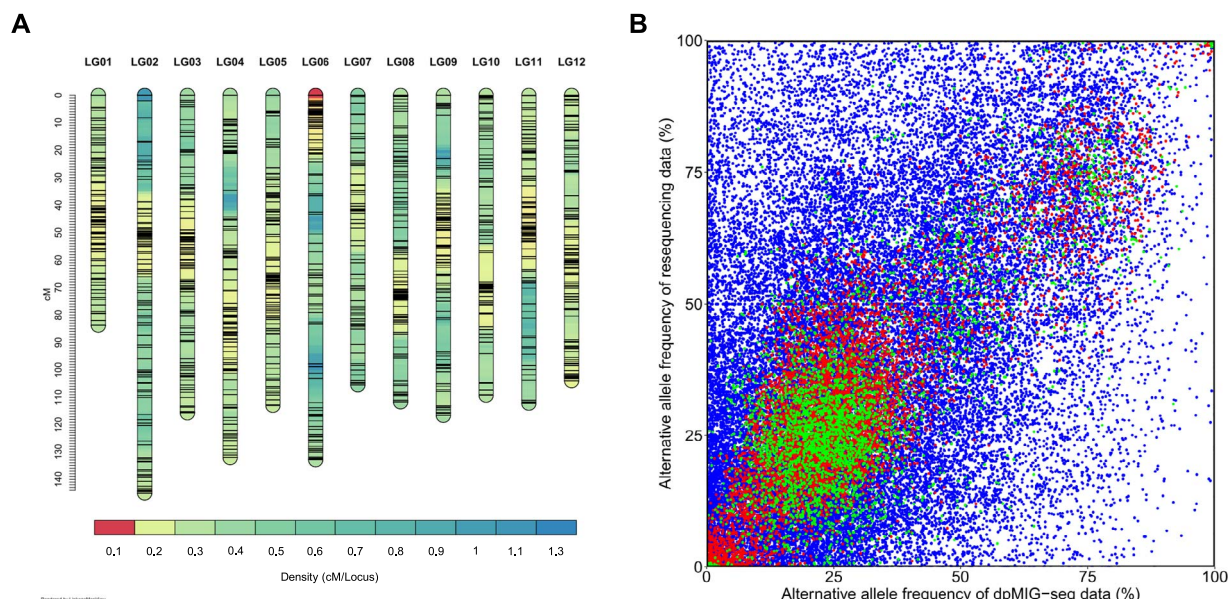 A
B
LG01 LG02 LG03 LG04 LG05 LG06 LG07 LG08 LG09 LG10 LG11 LG12
0
10
20
30
40
50
60
70
80
90
100
110
120
130
140
cM
0.1 0.2 0.3 0.4 0.5 0.6 0.7 0.8 0.9 1 1.1 1.3
Density (cM/Locus)
Alternative allele frequency of resequencing data (%)
100
75
50
25
0
0 25 50 75 100
Alternative allele frequency of dpMIG−seq data (%)